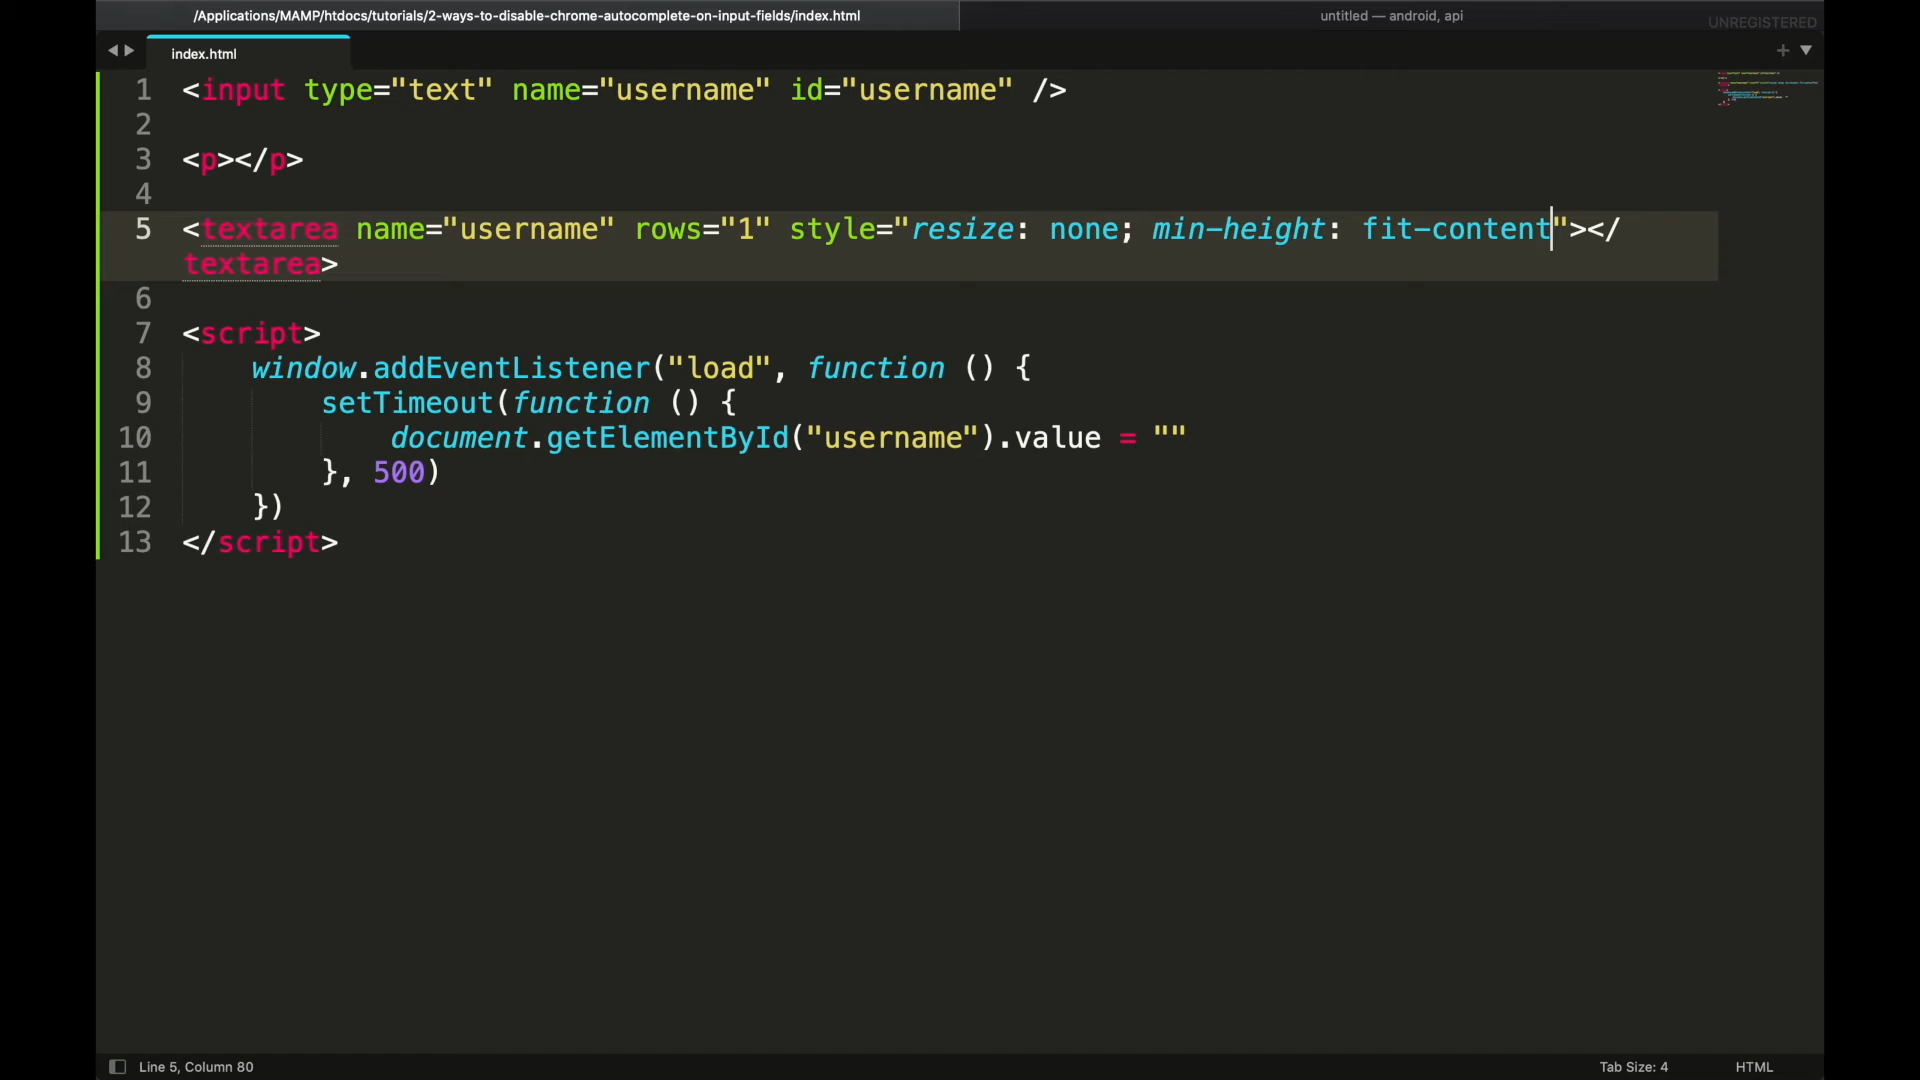 /Applications/MAMP/htdocs/tutorials/2-ways-to-disable-chrome-autocomplete-on-input-fields/index.html
untitled — android, api
UNREGISTERED
index.html
1 <input type="text" name="username" id="username" />
2
3 <p></p>
4
5 <textarea name="username" rows="1" style="resize: none; min-height: fit-content"></
textarea>
6
7 <script>
8 window.addEventListener("load", function () {
9 setTimeout(function () {
10 document.getElementById("username").value = ""
11 }, 500)
12 })
13 </script>
Line 5, Column 80
Tab Size: 4
HTML